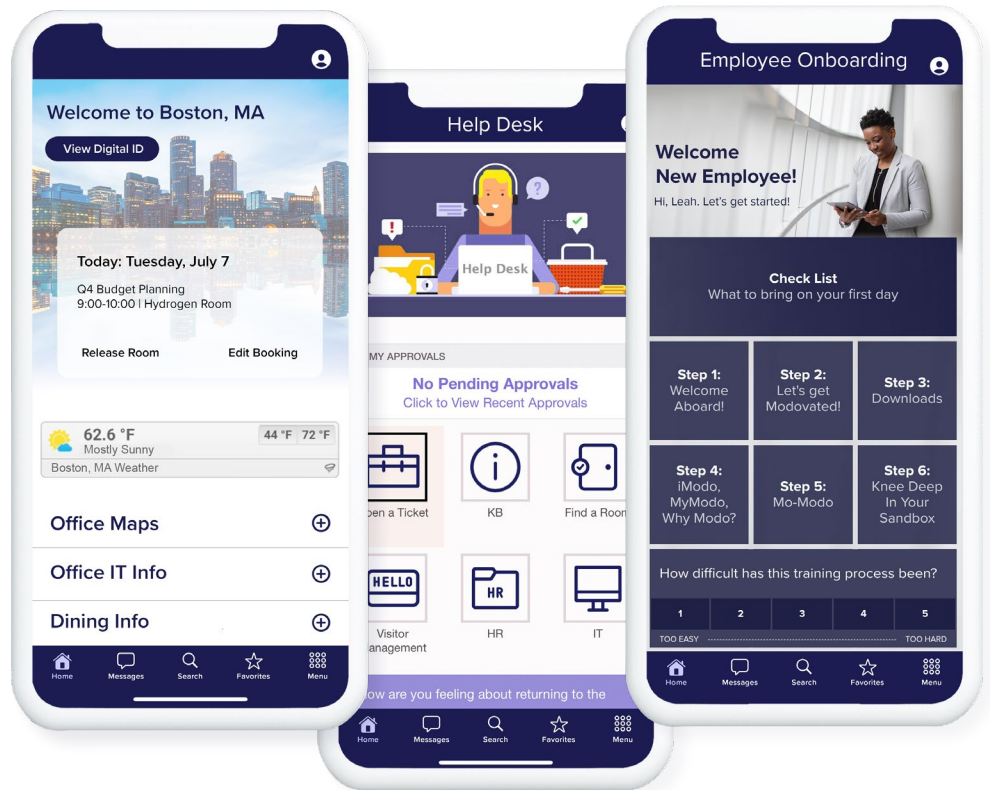 Welcome to Boston, MA
View Digital ID
Today: Tuesday, July 7
Q4 Budget Planning
9:00-10:00 | Hydrogen Room
Release Room
Edit Booking
62.6 °F
44 °F 72 °F
Mostly Sunny
Boston, MA Weather
Office Maps
Office IT Info
Dining Info
Home
Messages
Search
Favorites
Menu
Help Desk
Help Desk
MY APPROVALS
No Pending Approvals
Click to View Recent Approvals
pen a Ticket
KB
Find a Room
HELLO
HR
Visitor
anagement
HR
IT
ow are you feeling about returning to the
Home
Messages
Search
Favorites
Menu
Employee Onboarding
Welcome
New Employee!
Hi, Leah. Let's get started!
Check List
What to bring on your first day
Step 1:
Welcome
Aboard!
Step 2:
Let's get
Modovated!
Step 3:
Downloads
Step 4:
iModo,
MyModo,
Why Modo?
Step 5:
Mo-Modo
Step 6:
Knee Deep
In Your
Sandbox
How difficult has this training process been?
1 2 3 4 5
TOO EASY
TOO HARD
Home
Messages
Search
Favorites
Menu